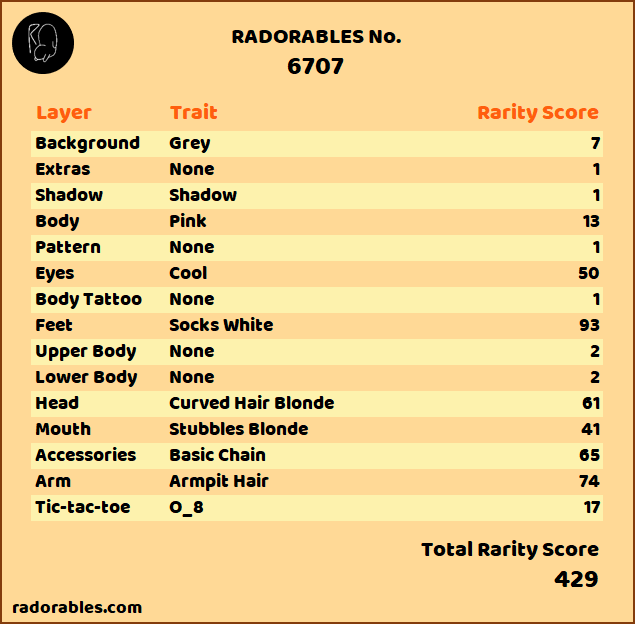 RADORABLES No.
6707
Layer Trait Rarity Score
Background Grey 7
Extras None 1
Shadow Shadow 1
Body Pink 13
Pattern None 1
Eyes Cool 50
Body Tattoo None 1
Feet Socks White 93
Upper Body None 2
Lower Body None 2
Head Curved Hair Blonde 61
Mouth Stubbles Blonde 41
Accessories Basic Chain 65
Arm Armpit Hair 74
Tic-tac-toe O_8 17
Total Rarity Score
429
radorables.com